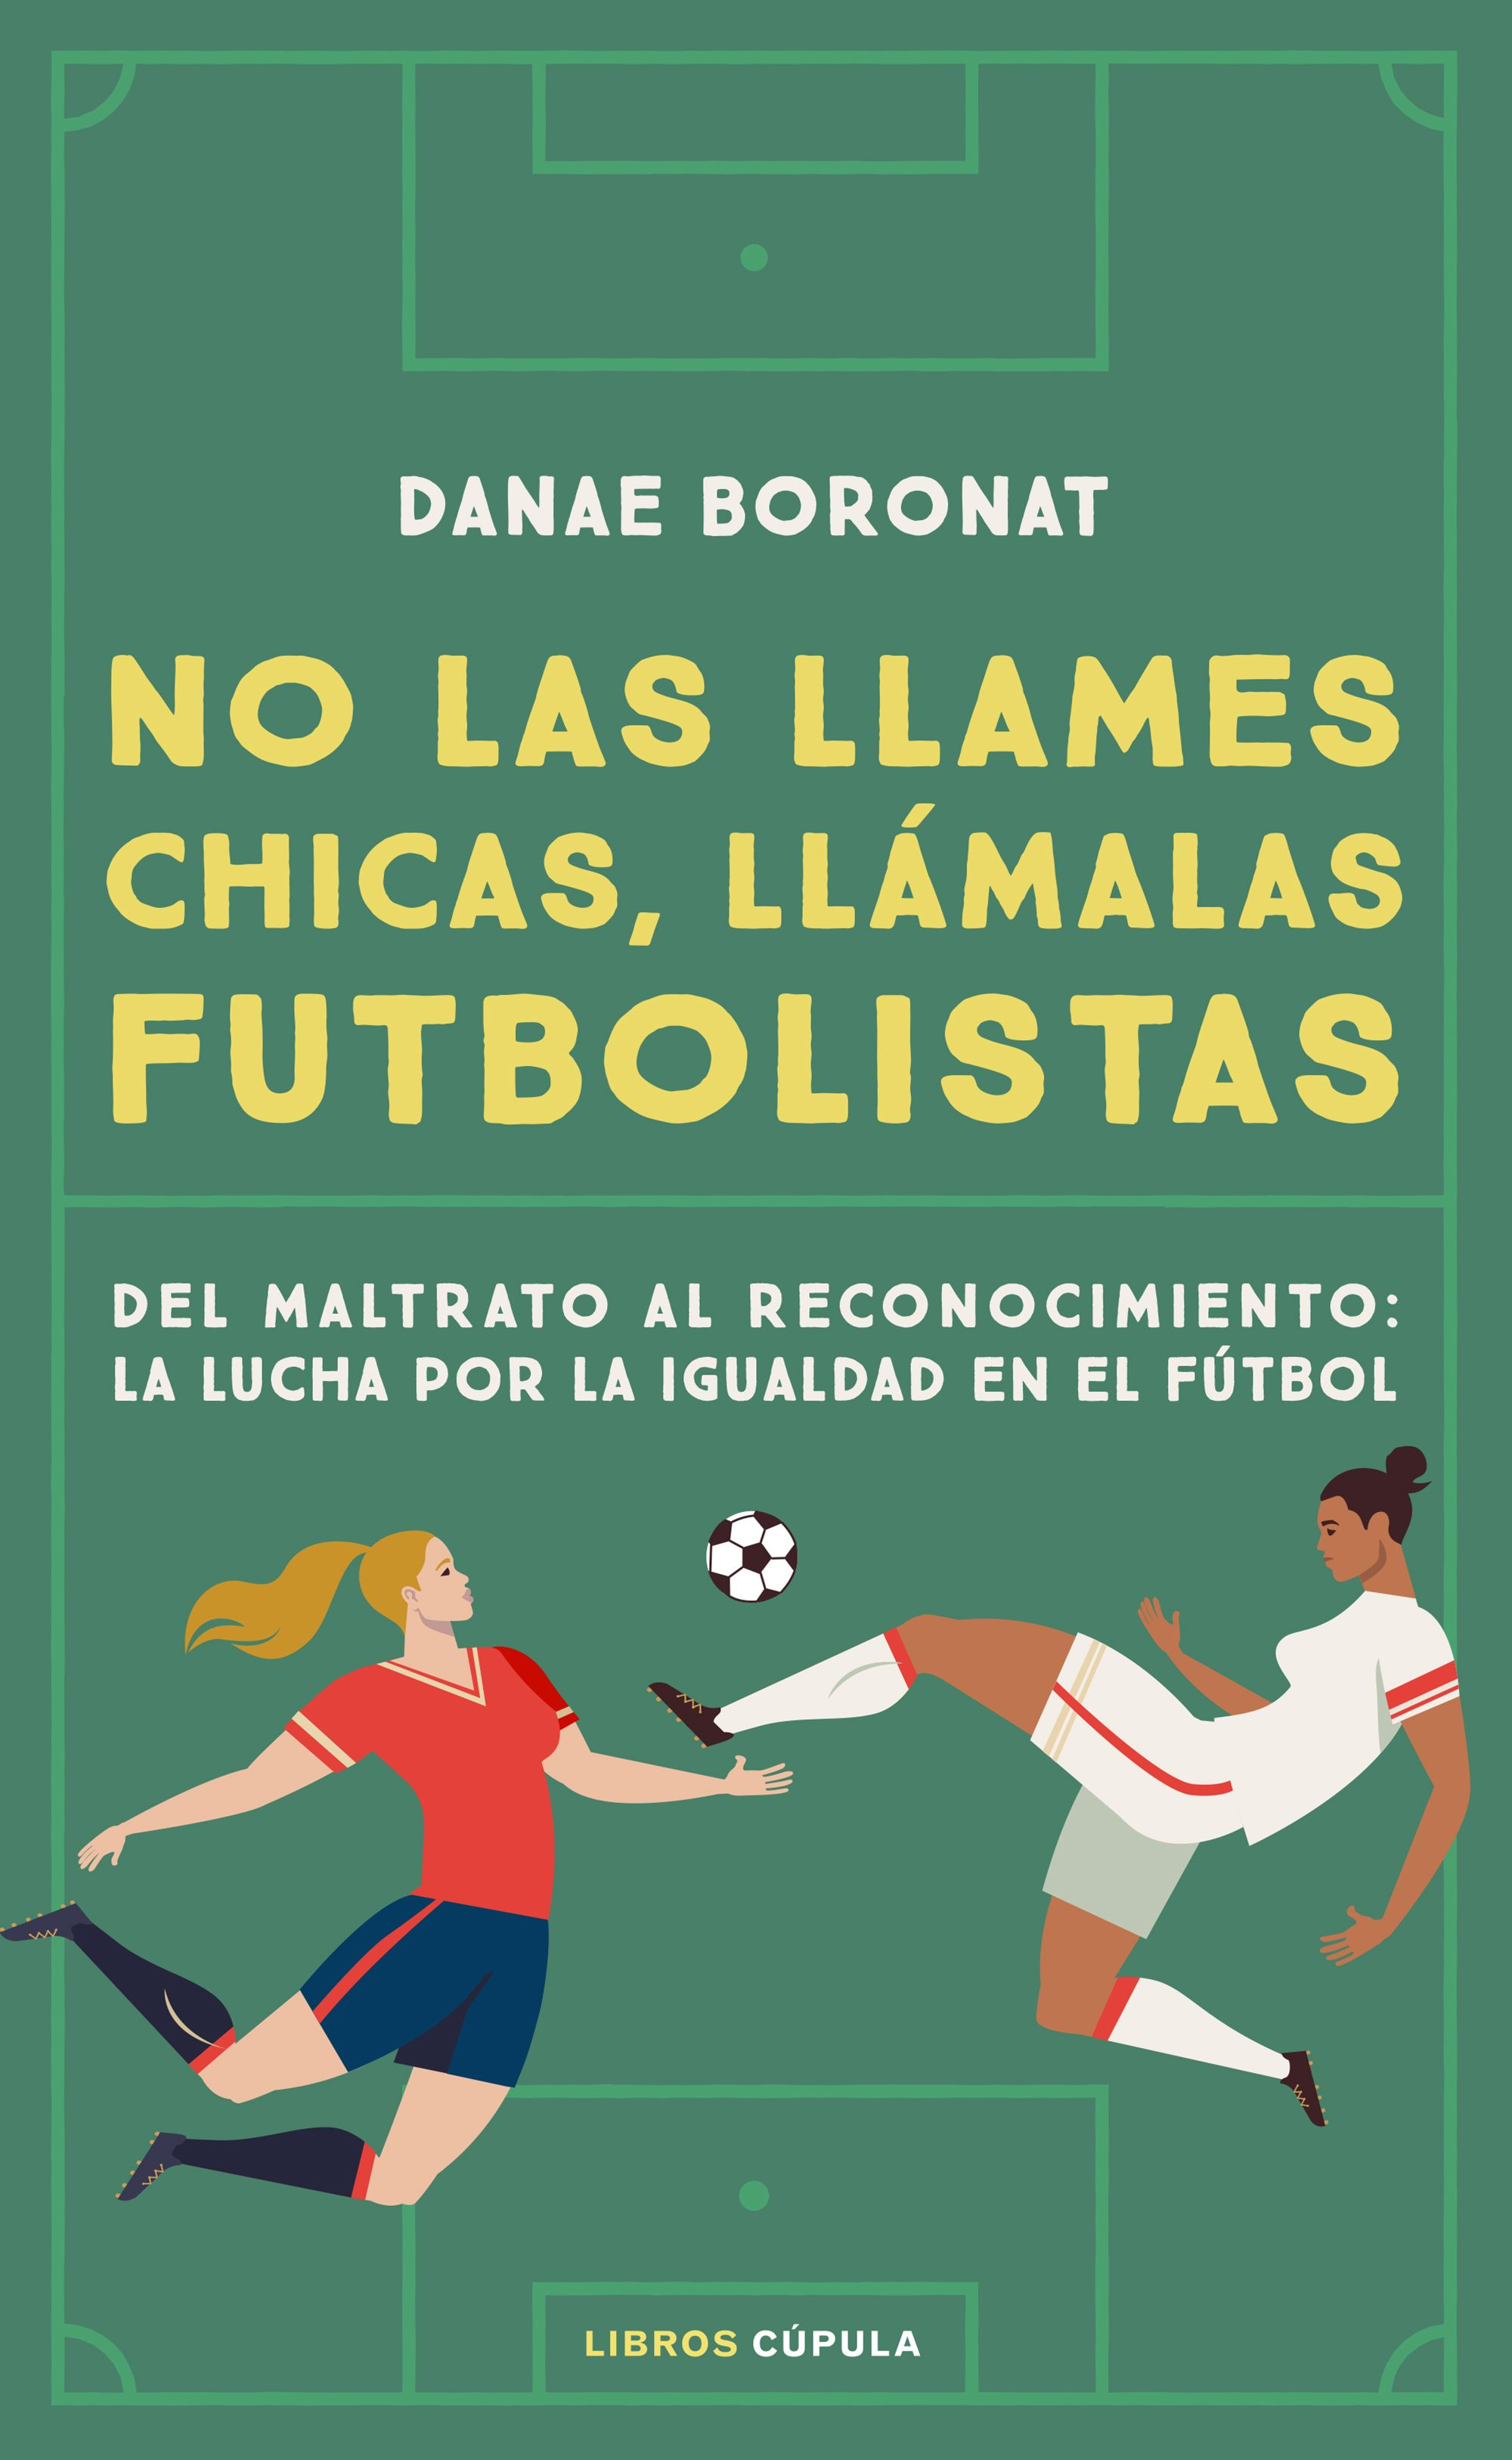 DANAE BORONAT
NO LAS LLAMES
CHICAS, LLÁMALAS
FUTBOLISTAS
DEL MALTRATO AL RECONOCIMIENTO:
LA LUCHA POR LA IGUALDAD EN EL FÚTBOL
LIBROS CÚPULA